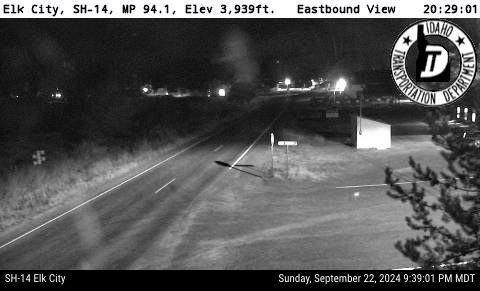 Elk City, SH-14, MP 94.1, Elev 3,939ft. Eastbound View 20:29:01
IDAHO
TRANSPORTATION DEPARTMENT
SH-14 Elk City Sunday, September 22, 2024 9:39:01 PM MDT